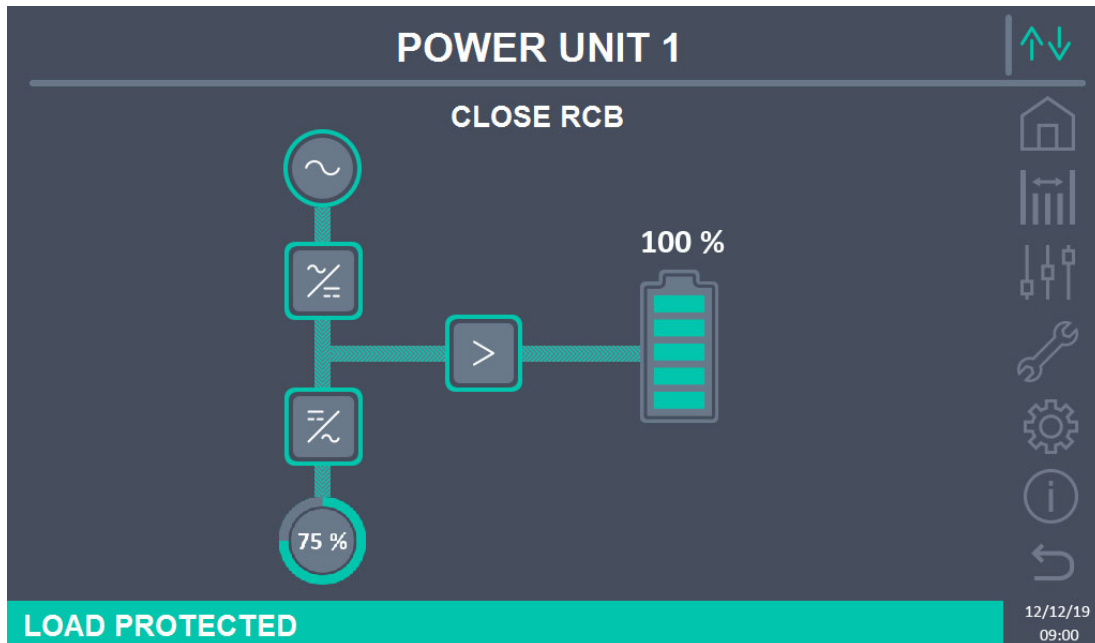 POWER UNIT 1
CLOSE RCB
100 %
75 %
LOAD PROTECTED
12/12/19
09:00